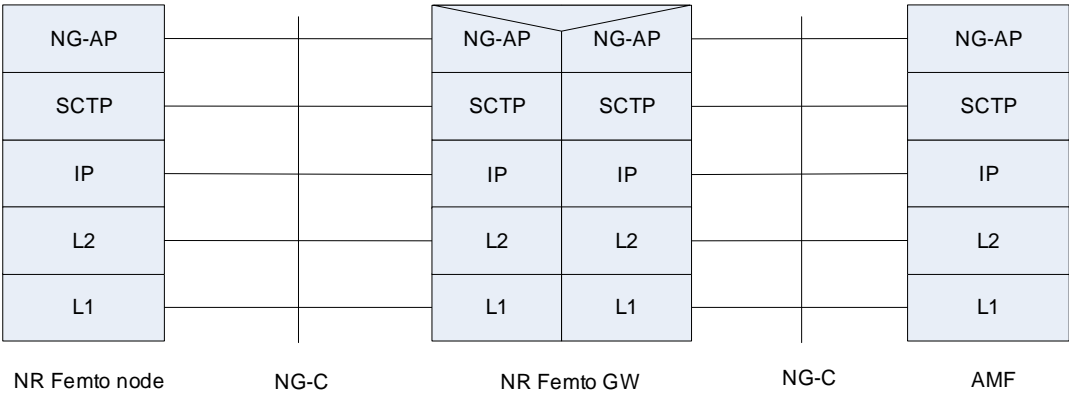 NG-AP NG-AP NG-AP NG-AP
SCTP SCTP SCTP SCTP
IP IP IP IP
L2 L2 L2 L2
L1 L1 L1 L1
NR Femto node NG-C NR Femto GW NG-C AMF